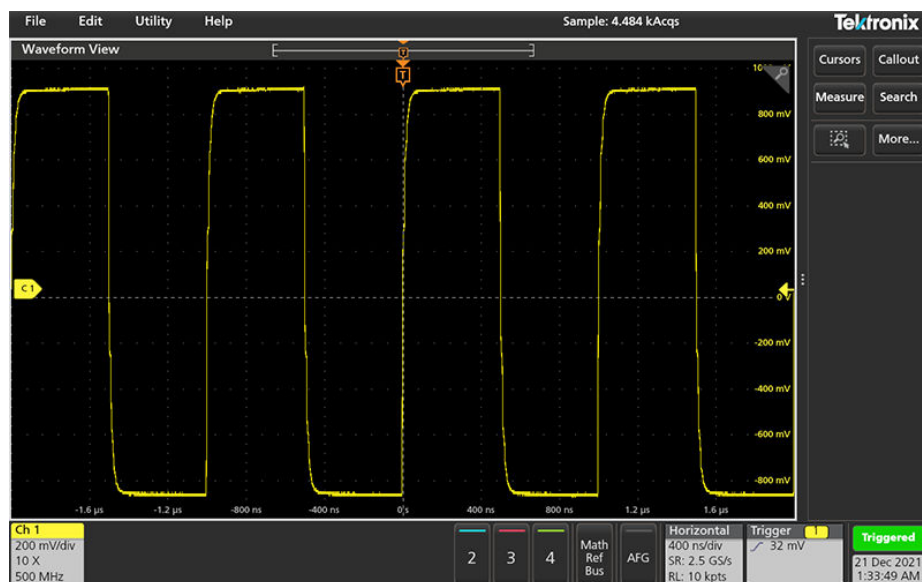 File Edit Utility Help Sample: 4.484 kAcqs Tektronix
Waveform View
T
T
Cursors Callout
Measure Search
More...
800 mV
600 mV
400 mV
200 mV
C 1
0 V
-200 mV
-400 mV
-600 mV
-800 mV
-1.6 µs -1.2 µs -800 ns -400 ns 0 s 400 ns 800 ns 1.2 µs 1.6 µs
Ch 1
200 mV/div
10 X
500 MHz
2 3 4
Math
Ref
Bus
AFG
Horizontal
400 ns/div
SR: 2.5 GS/s
RL: 10 kpts
Trigger 1
32 mV
Triggered
21 Dec 2021
1:33:49 AM